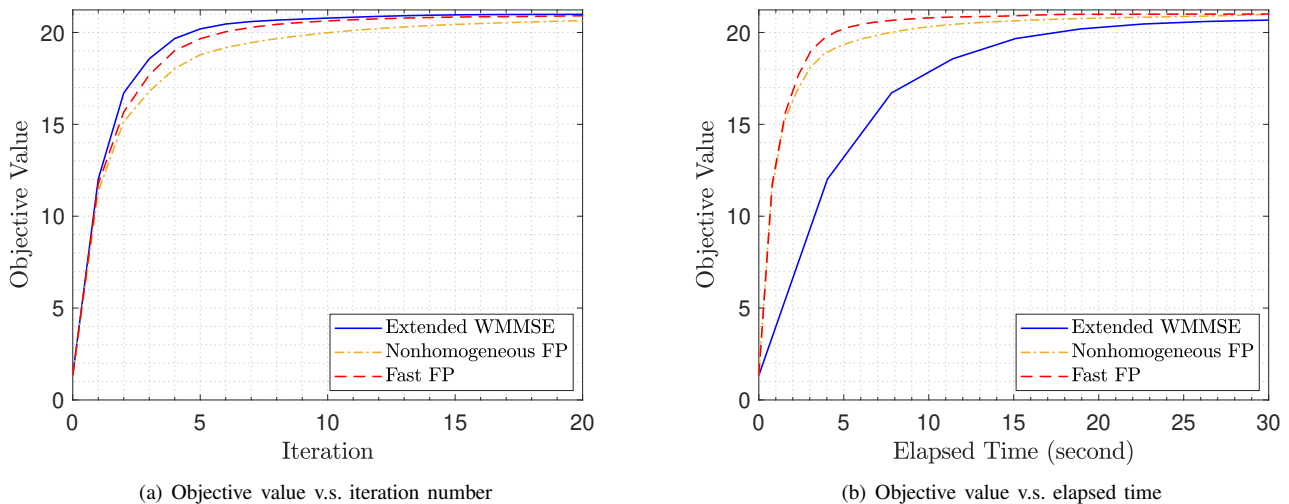 20
15
10
5
0
Objective Value
0 5 10 15 20
Iteration
Extended WMMSE
Nonhomogeneous FP
Fast FP
(a) Objective value v.s. iteration number
20
15
10
5
0
Objective Value
0 5 10 15 20 25 30
Elapsed Time (second)
Extended WMMSE
Nonhomogeneous FP
Fast FP
(b) Objective value v.s. elapsed time